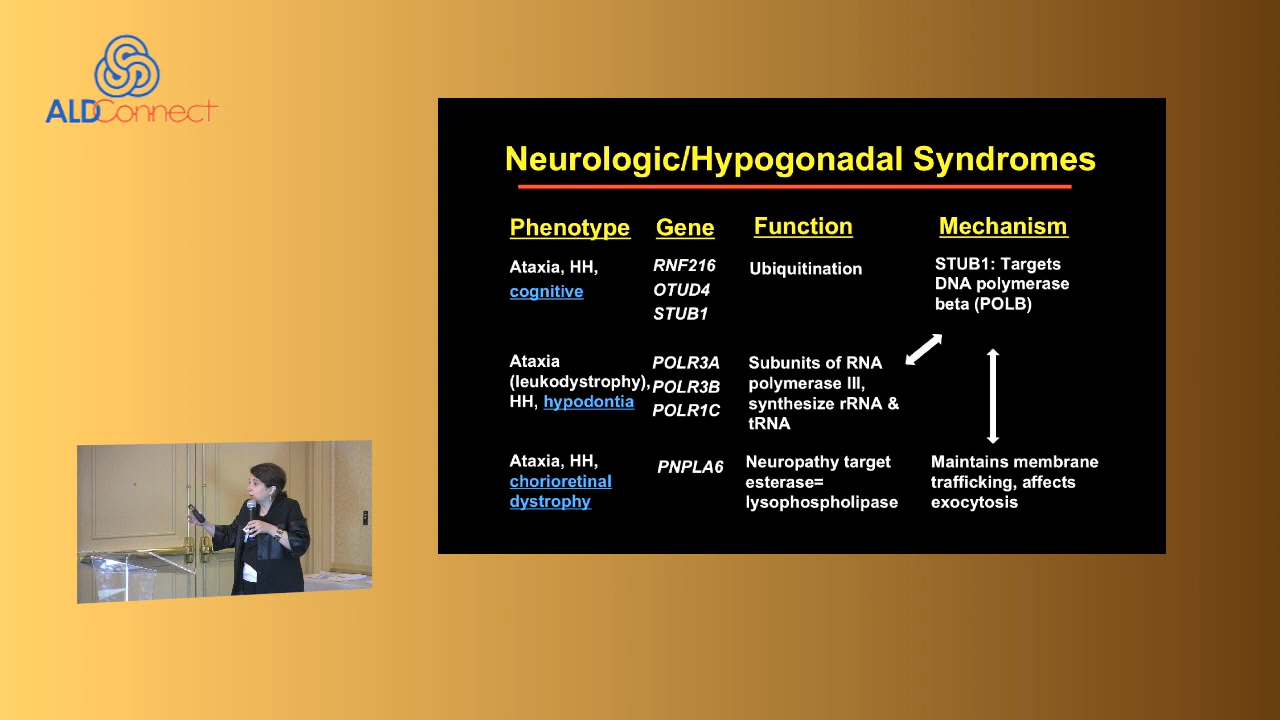 ALDConnect
Neurologic/Hypogonadal Syndromes
Phenotype Gene Function Mechanism
Ataxia, HH,
cognitive
RNF216
OTUD4
STUB1
Ubiquitination
STUB1: Targets
DNA polymerase
beta (POLB)
Ataxia
(leukodystrophy),
HH, hypodontia
POLR3A
POLR3B
POLR1C
Subunits of RNA
polymerase III,
synthesize rRNA &
tRNA
Ataxia, HH,
chorioretinal
dystrophy
PNPLA6
Neuropathy target
esterase=
lysophospholipase
Maintains membrane
trafficking, affects
exocytosis